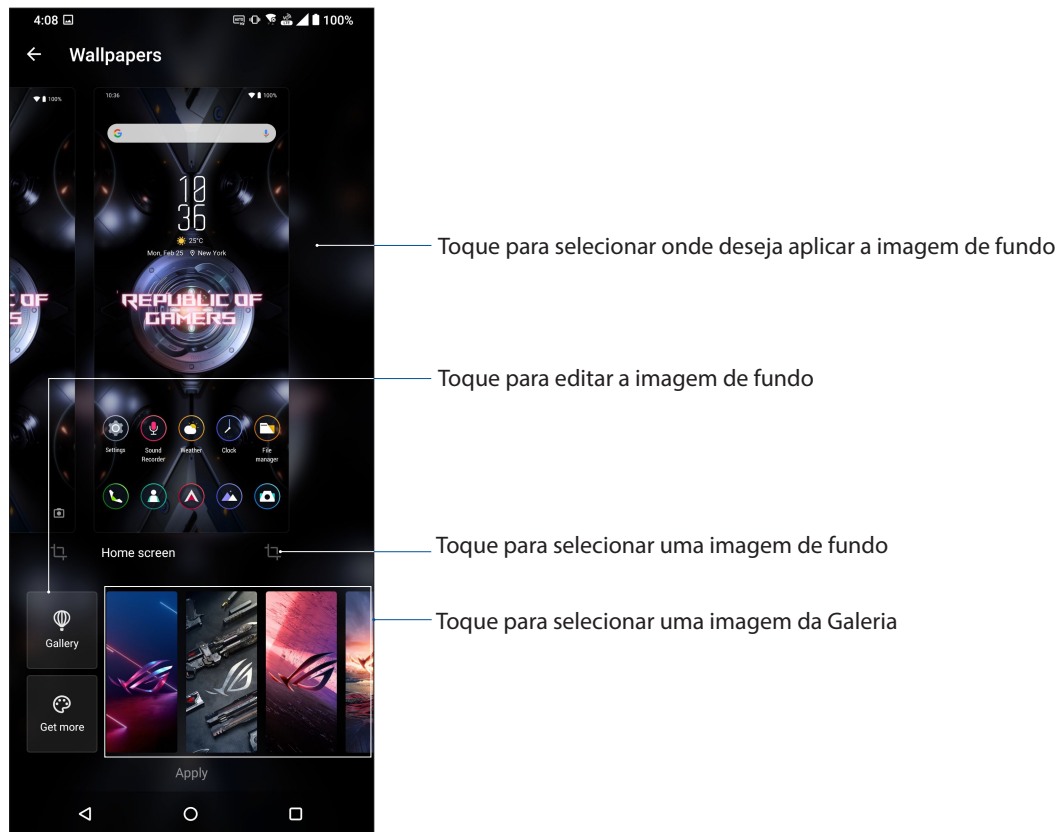 4:08 100%
Wallpapers
100%
10:36 100%
10
36
25°C
Mon, Feb 25 New York
Toque para selecionar onde deseja aplicar a imagem de fundo
C OF
S
REPUBLIC OF
GAMERS
Toque para editar a imagem de fundo
Settings Sound Recorder Weather Clock File manager
Home screen
Toque para selecionar uma imagem de fundo
Gallery
Toque para selecionar uma imagem da Galeria
Get more
Apply